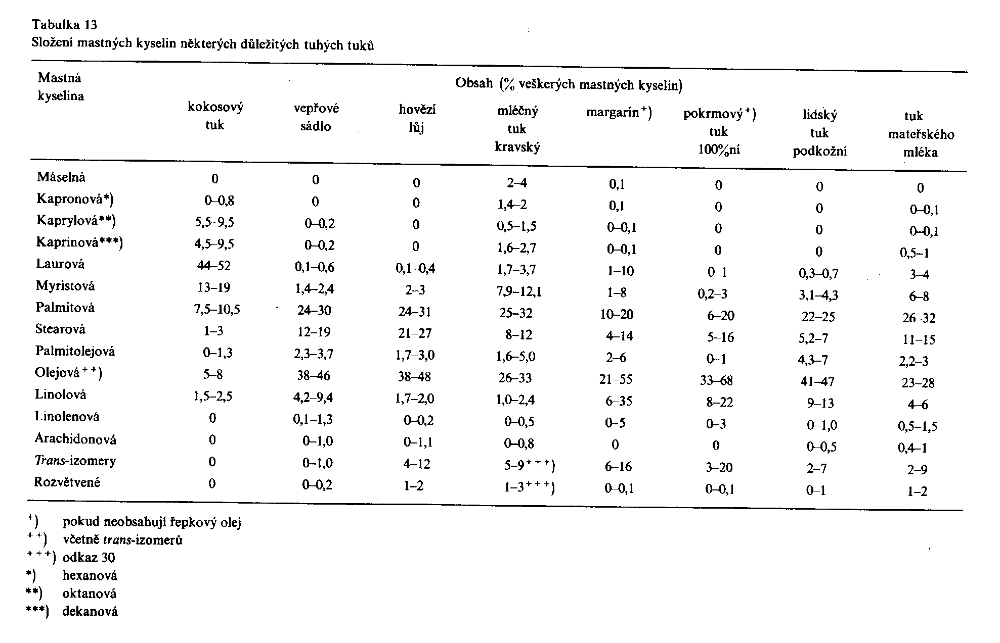 Tabulka 13
Složení mastných kyselin některých důležitých tuhých tuků
Mastná kyselina Obsah (% veškerých mastných kyselin)
kokosový tuk vepřové sádlo hovězí lůj mléčný tuk kravský margarín+) pokrmový+) tuk 100%ní lidský tuk podkožní tuk mateřského mléka
Máselná 0 0 0 2–4 0,1 0 0 0
Kapronová*) 0–0,8 0 0 1,4–2 0,1 0 0 0–0,1
Kaprylová**) 5,5–9,5 0–0,2 0 0,5–1,5 0–0,1 0 0 0–0,1
Kaprinová***) 4,5–9,5 0–0,2 0 1,6–2,7 0–0,1 0 0 0,5–1
Laurová 44–52 0,1–0,6 0,1–0,4 1,7–3,7 1–10 0–1 0,3–0,7 3–4
Myristová 13–19 1,4–2,4 2–3 7,9–12,1 1–8 0,2–3 3,1–4,3 6–8
Palmitová 7,5–10,5 24–30 24–31 25–32 10–20 6–20 22–25 26–32
Stearová 1–3 12–19 21–27 8–12 4–14 5–16 5,2–7 11–15
Palmitolejová 0–1,3 2,3–3,7 1,7–3,0 1,6–5,0 2–6 0–1 4,3–7 2,2–3
Olejová++) 5–8 38–46 38–48 26–33 21–55 33–68 41–47 23–28
Linolová 1,5–2,5 4,2–9,4 1,7–2,0 1,0–2,4 6–35 8–22 9–13 4–6
Linolenová 0 0,1–1,3 0–0,2 0–0,5 0–5 0–3 0–1,0 0,5–1,5
Arachidonová 0 0–1,0 0–1,1 0–0,8 0 0 0–0,5 0,4–1
Trans-izomery 0 0–1,0 4–12 5–9+++) 6–16 3–20 2–7 2–9
Rozvětvené 0 0–0,2 1–2 1–3+++) 0–0,1 0–0,1 0–1 1–2
+) pokud neobsahují řepkový olej
++) včetně trans-izomerů
+++) odkaz 30
*) hexanová
**) oktanová
***) dekanová